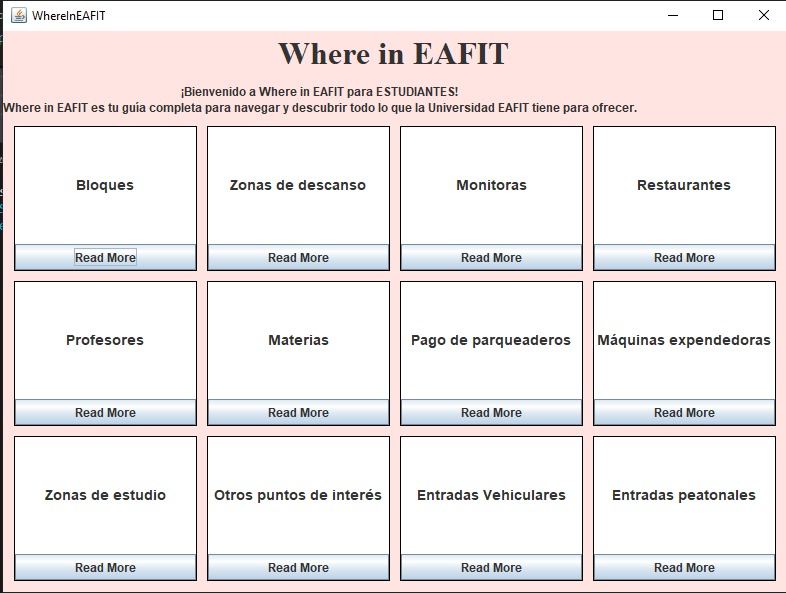 WhereInEAFIT
Where in EAFIT
¡Bienvenido a Where in EAFIT para ESTUDIANTES!
Where in EAFIT es tu guía completa para navegar y descubrir todo lo que la Universidad EAFIT tiene para ofrecer.
Bloques
Zonas de descanso
Monitoras
Restaurantes
Read More
Read More
Read More
Read More
Profesores
Materias
Pago de parqueaderos
Máquinas expendedoras
Read More
Read More
Read More
Read More
Zonas de estudio
Otros puntos de interés
Entradas Vehiculares
Entradas peatonales
Read More
Read More
Read More
Read More